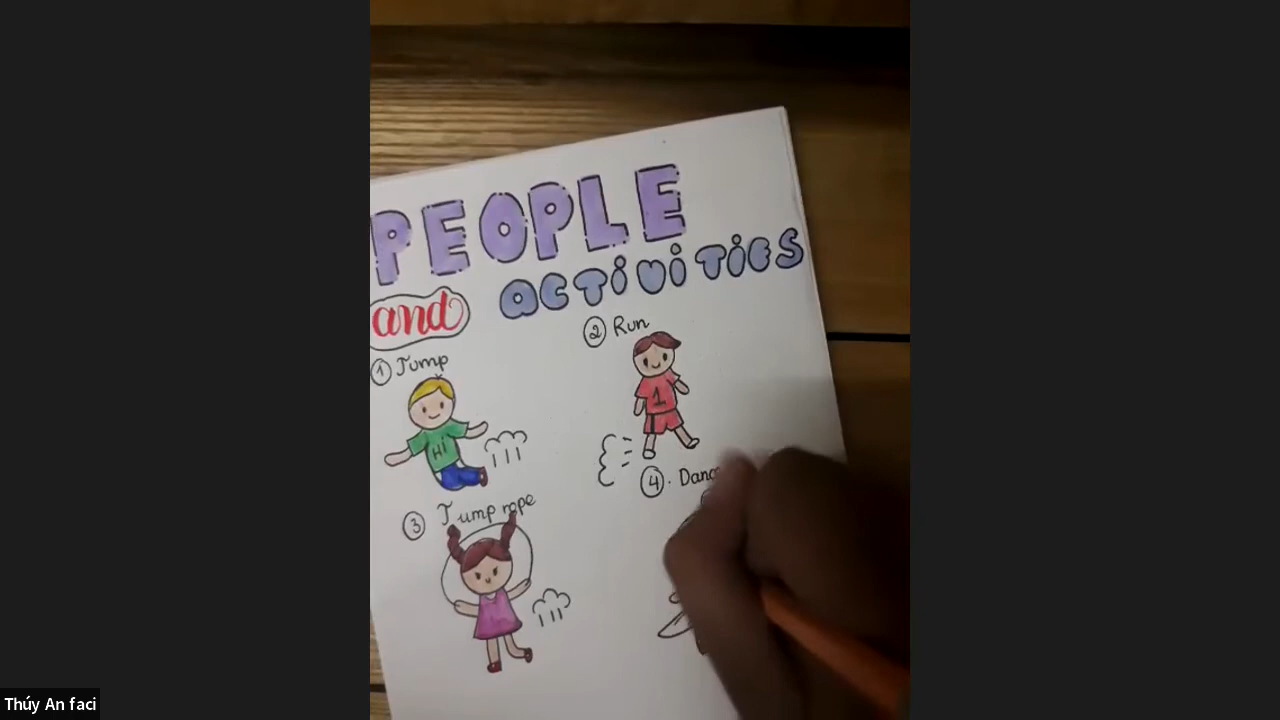 PEOPLE
and ACTIVITIES
① Jump
② Run
Hi
1
③ Jump rope
④. Danc
Thúy An faci